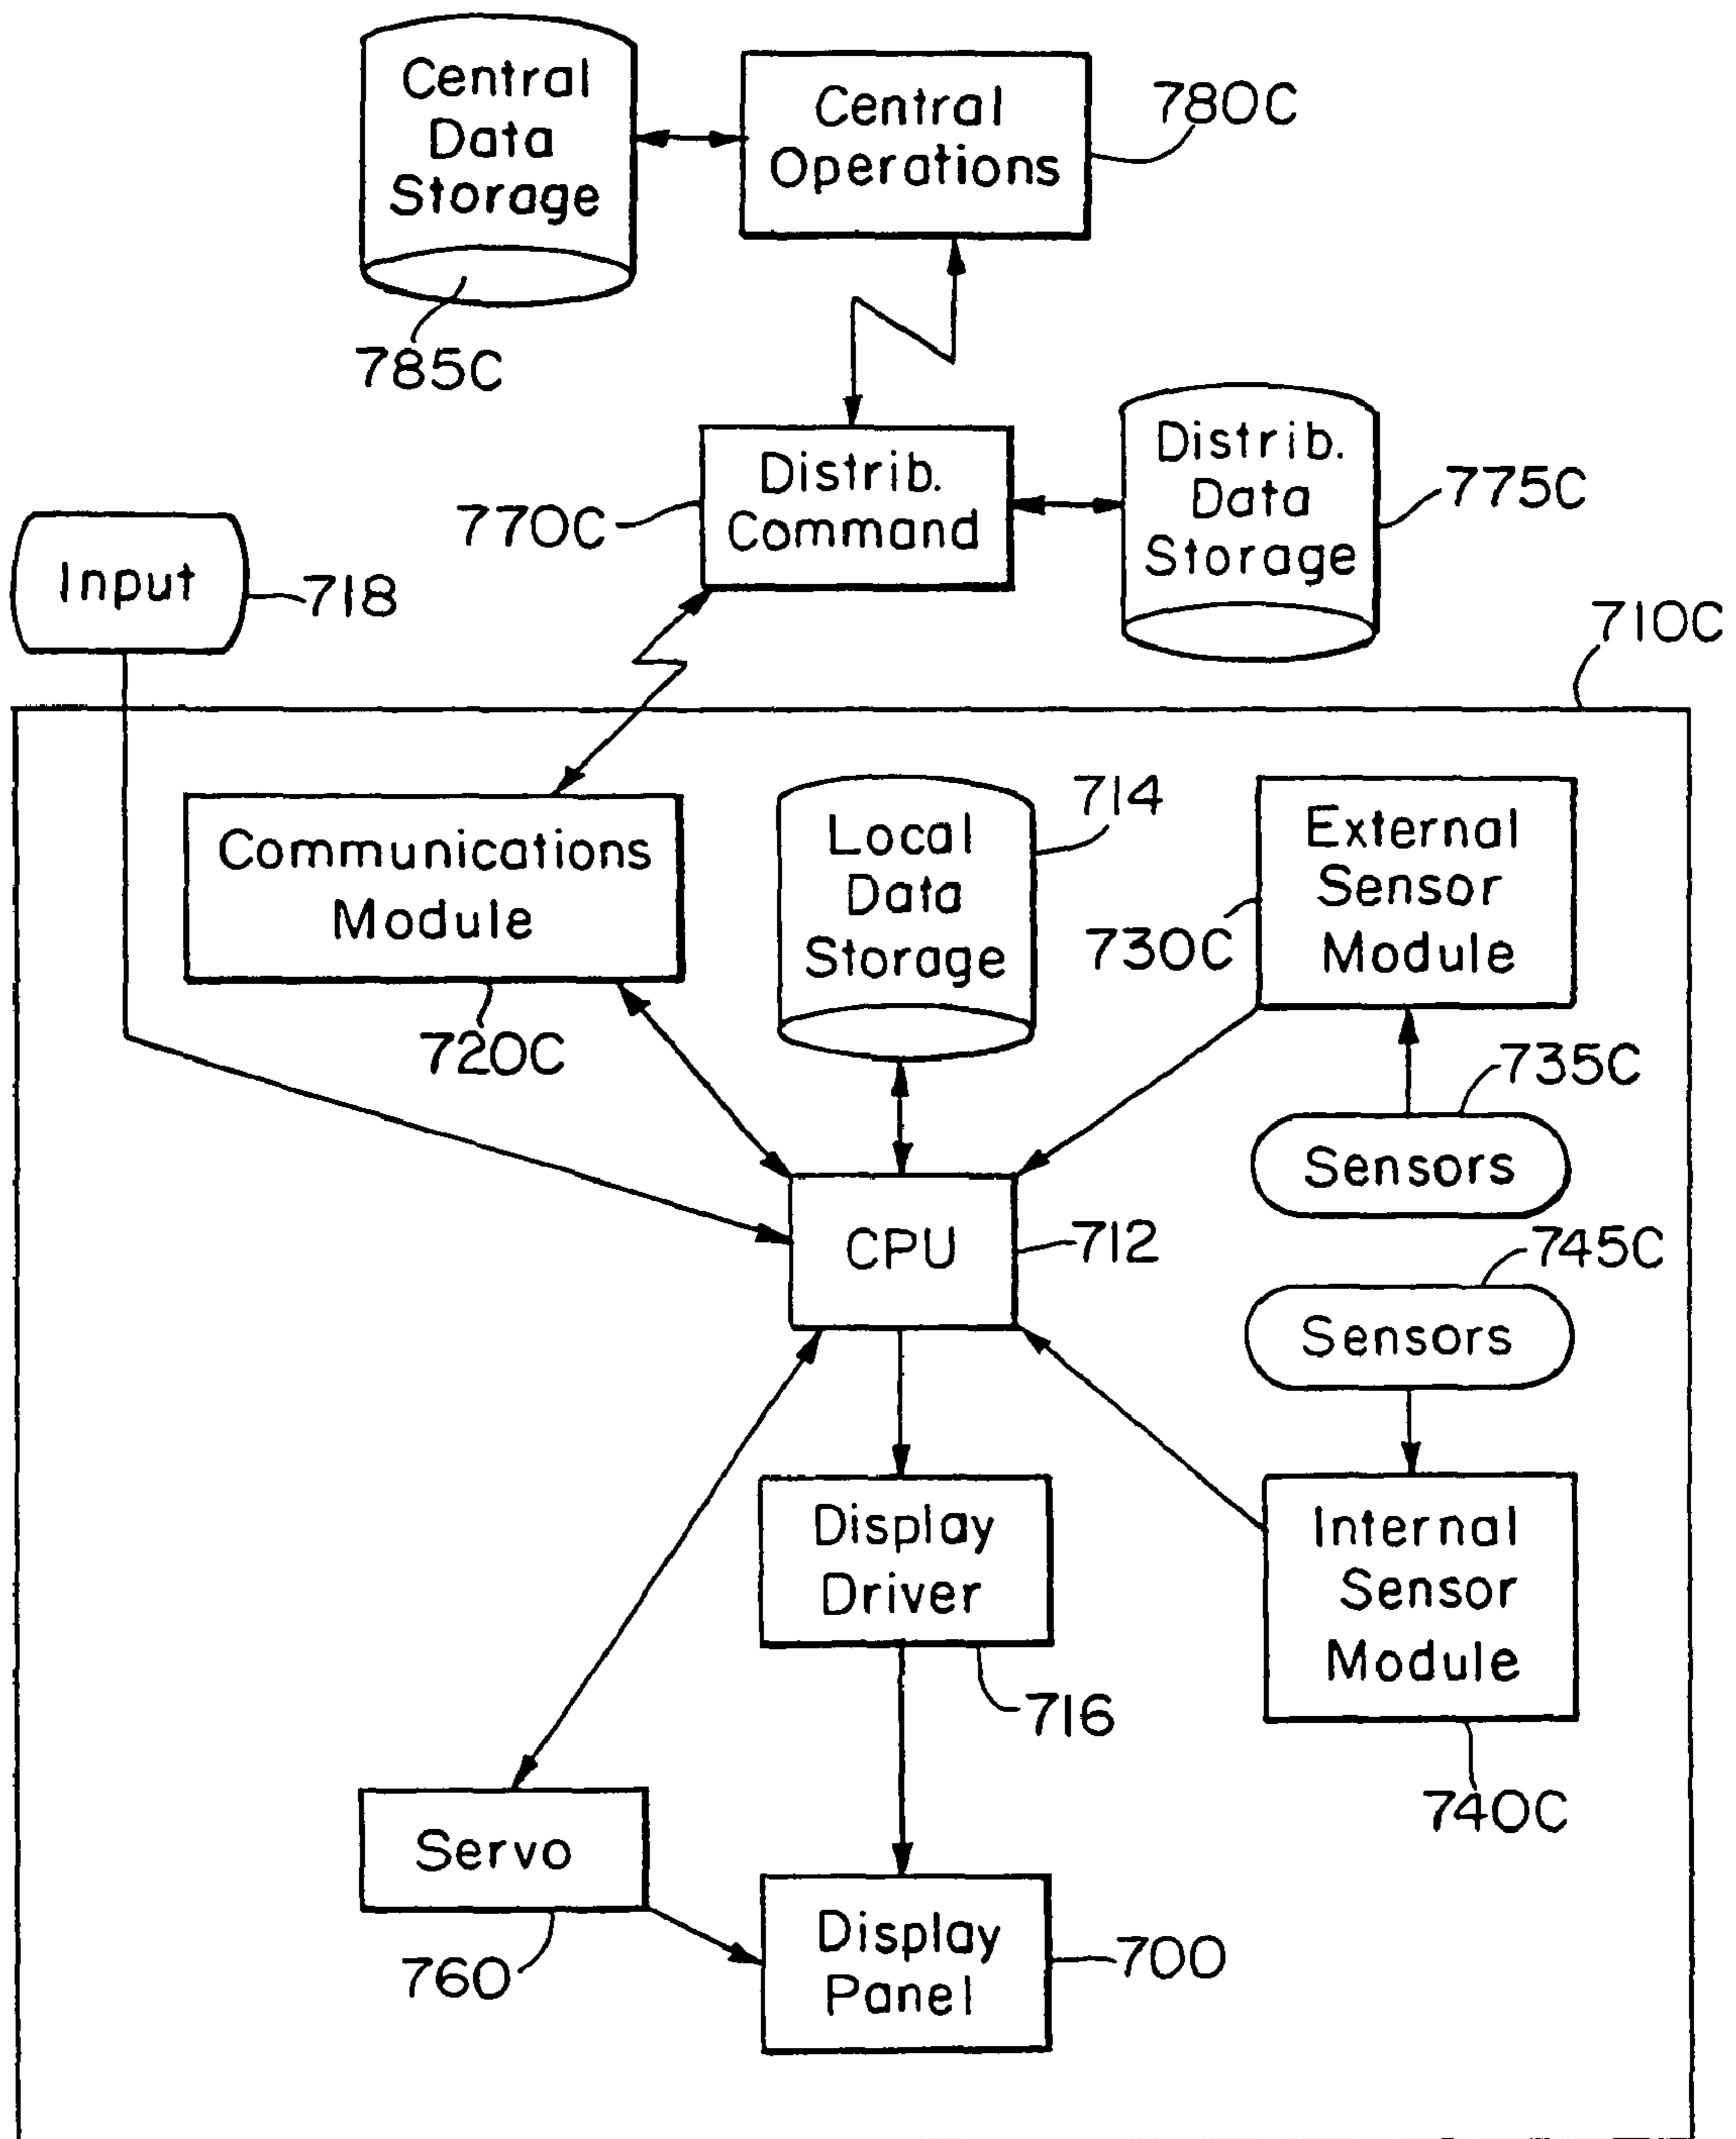 Central
Data
Storage
785C
Central
Operations
780C
Distrib.
Command
770C
Distrib.
Data
Storage
775C
Input
718
710C
Communications
Module
720C
Local
Data
Storage
714
External
Sensor
Module
730C
Sensors
735C
CPU
712
Sensors
745C
Display
Driver
716
Internal
Sensor
Module
740C
Servo
760
Display
Panel
700